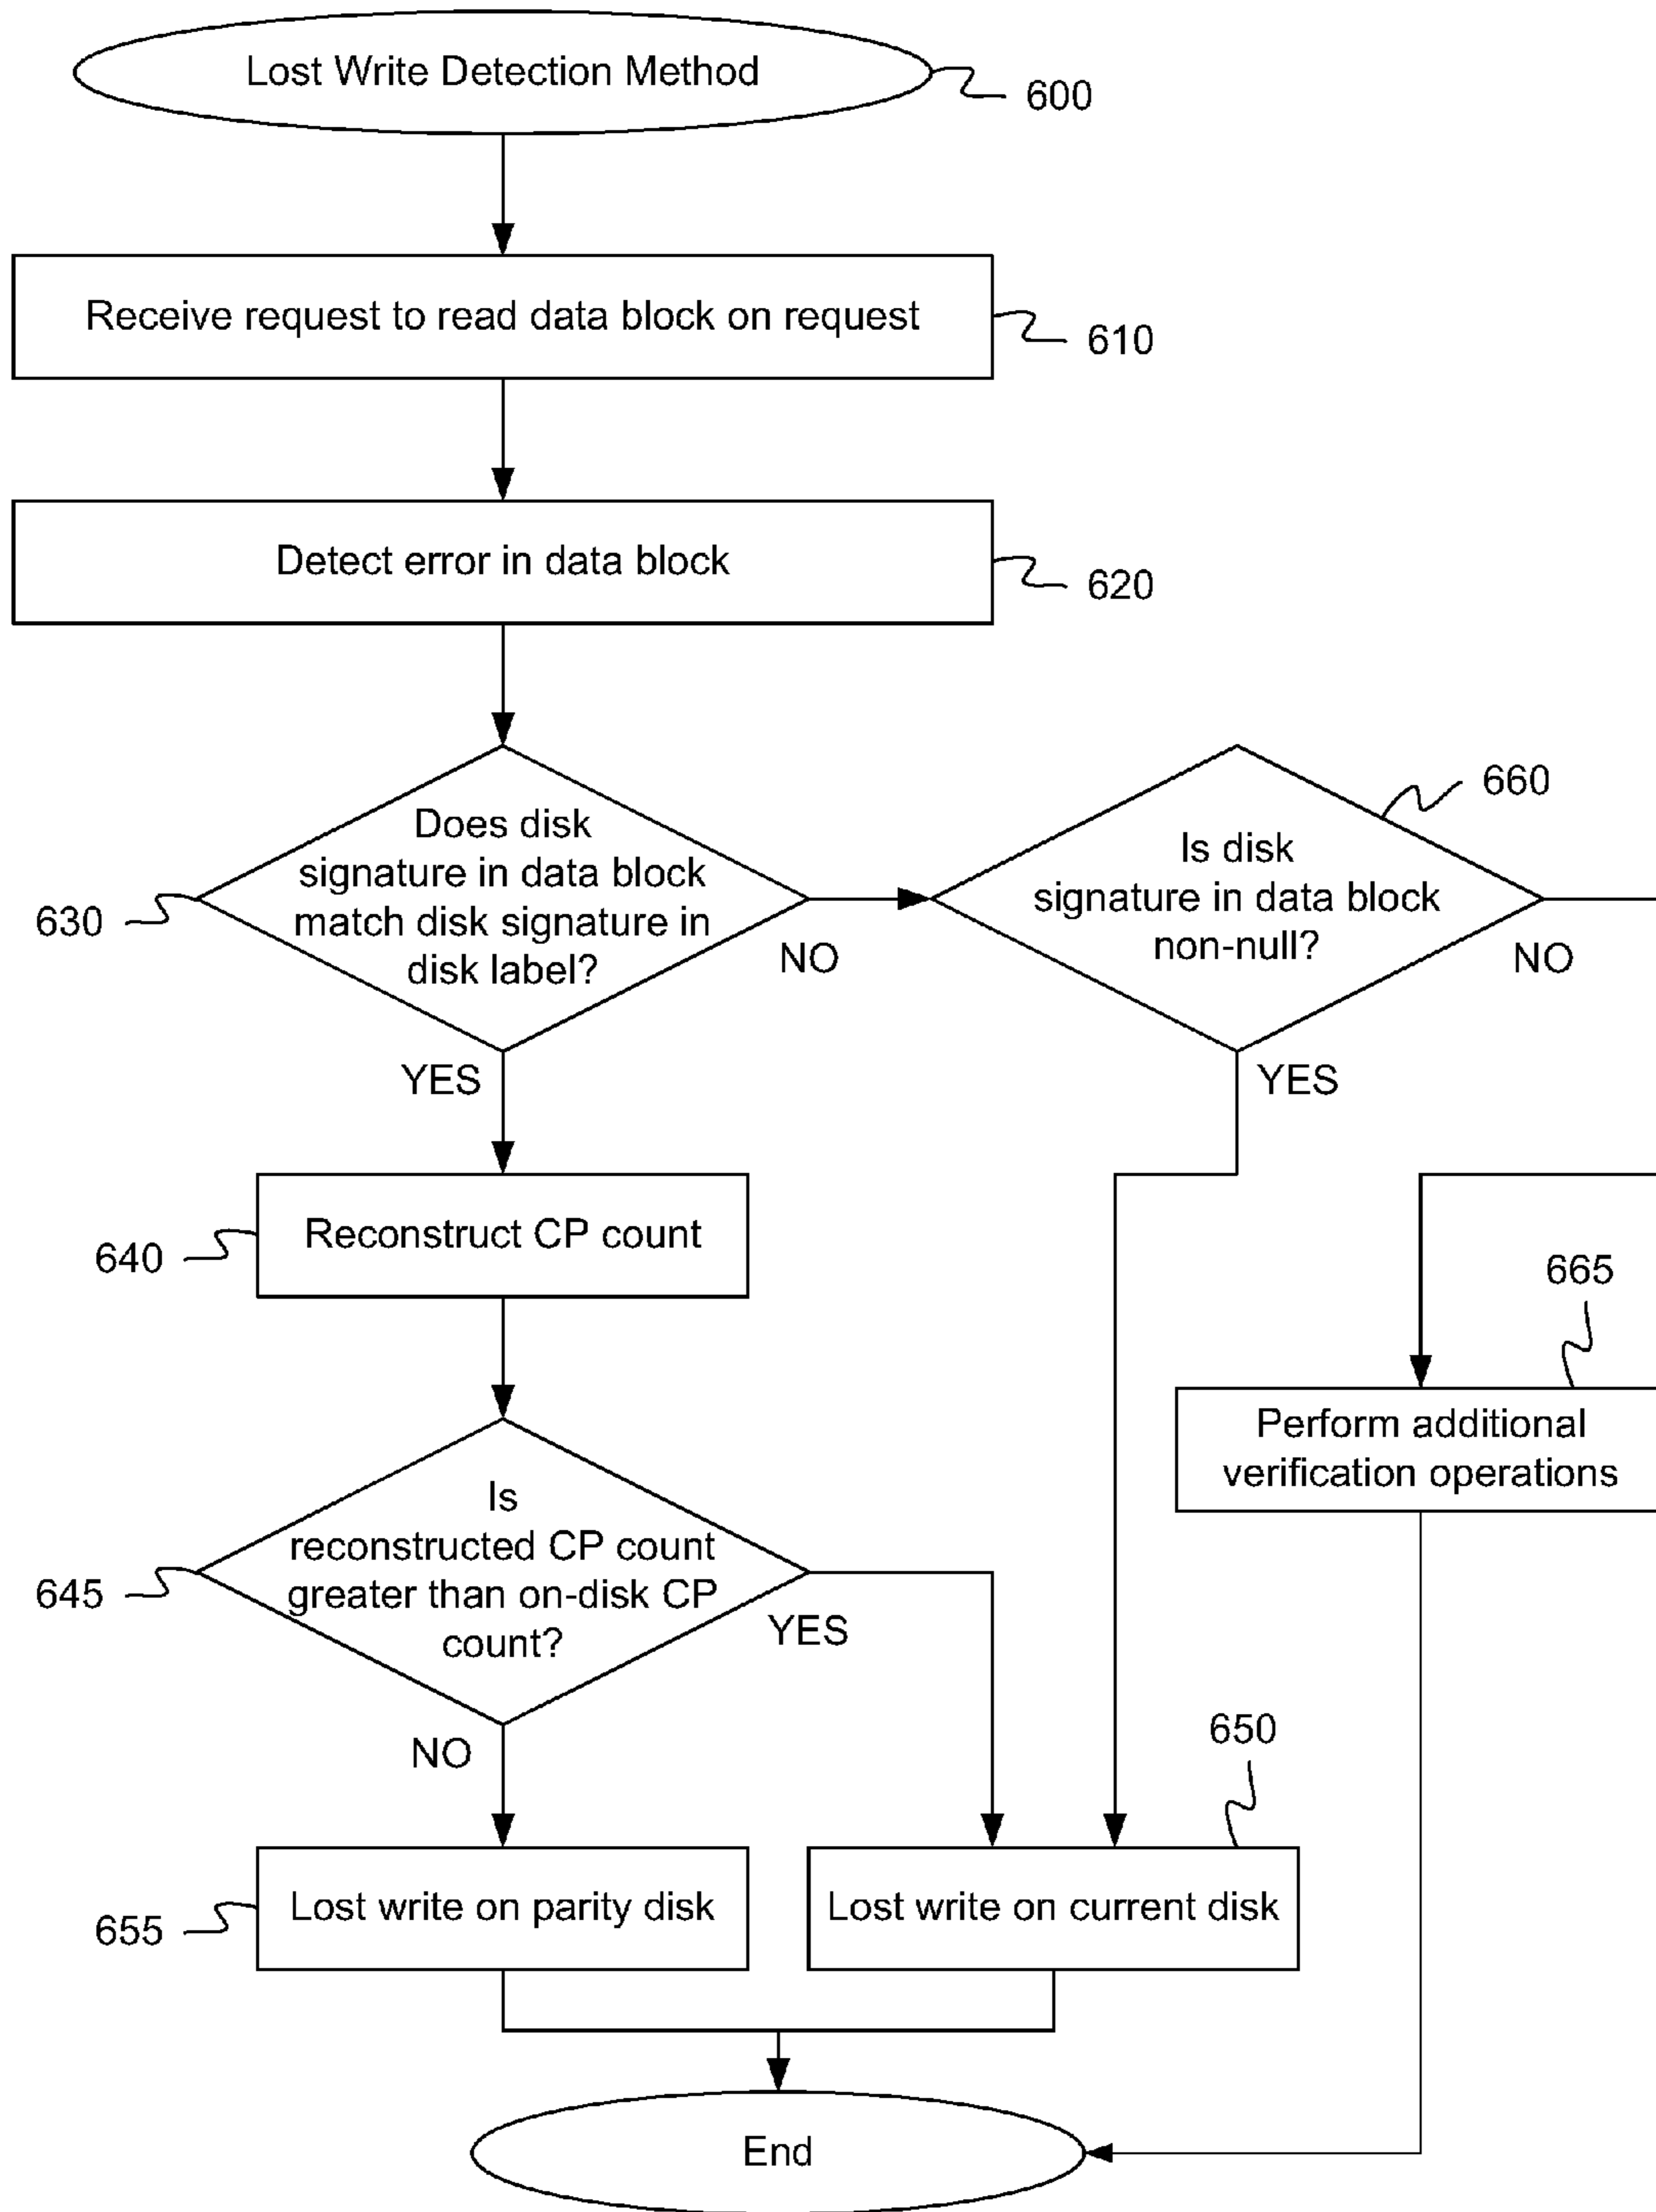 Lost Write Detection Method
600
Receive request to read data block on request
610
Detect error in data block
620
Does disk
signature in data block
match disk signature in
disk label?
630
NO
YES
Is disk
signature in data block
non-null?
660
NO
YES
Reconstruct CP count
640
665
Perform additional
verification operations
Is
reconstructed CP count
greater than on-disk CP
count?
645
YES
NO
650
Lost write on parity disk
655
Lost write on current disk
End